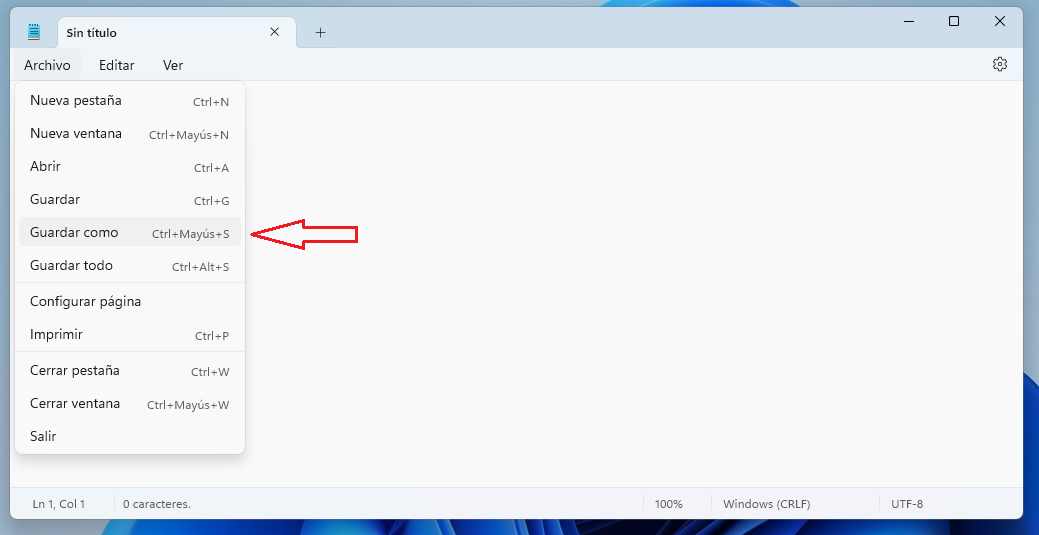 Sin título
Archivo Editar Ver
Nueva pestaña Ctrl+N
Nueva ventana Ctrl+Mayús+N
Abrir Ctrl+A
Guardar Ctrl+G
Guardar como Ctrl+Mayús+S
Guardar todo Ctrl+Alt+S
Configurar página
Imprimir Ctrl+P
Cerrar pestaña Ctrl+W
Cerrar ventana Ctrl+Mayús+W
Salir
Ln 1, Col 1 0 caracteres. 100% Windows (CRLF) UTF-8